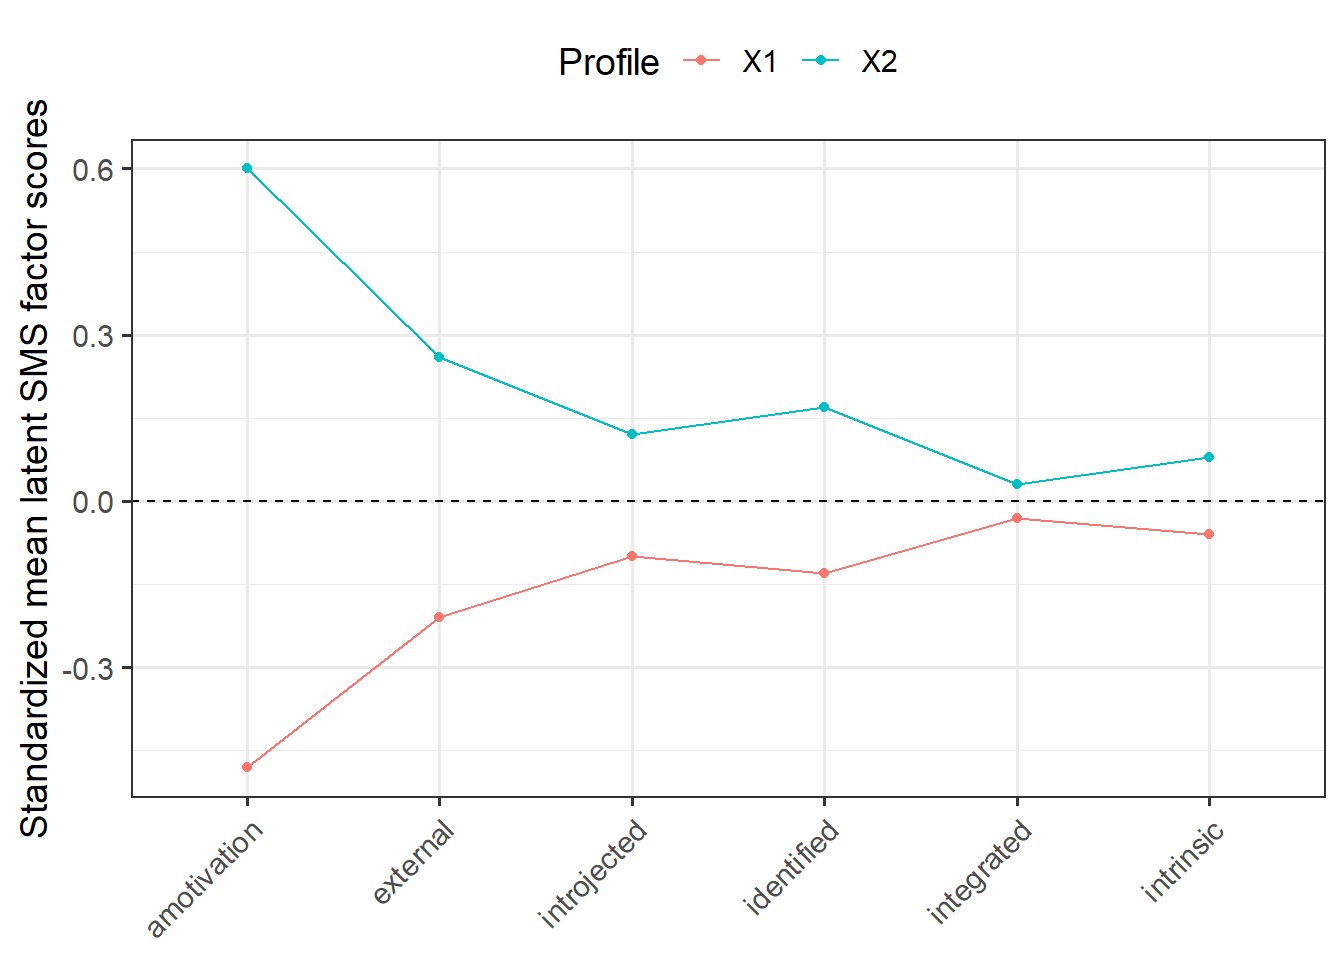 Profile X1 X2
Standardized mean latent SMS factor scores
0.6
0.3
0.0
-0.3
amotivation external introjected identified integrated intrinsic